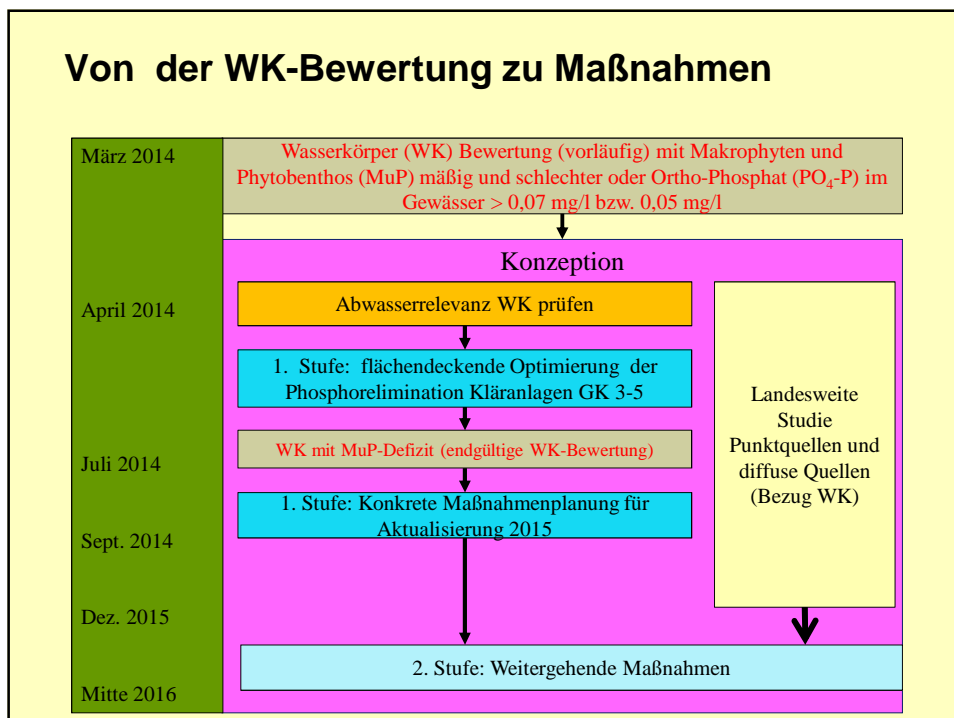 Von der WK-Bewertung zu Maßnahmen
März 2014
Wasserkörper (WK) Bewertung (vorläufig) mit Makrophyten und
Phytobenthos (MuP) mäßig und schlechter oder Ortho-Phosphat (PO₄-P) im
Gewässer > 0,07 mg/l bzw. 0,05 mg/l
Konzeption
April 2014
Abwasserrelevanz WK prüfen
1. Stufe: flächendeckende Optimierung der
Phosphorelimination Kläranlagen GK 3-5
Juli 2014
WK mit MuP-Defizit (endgültige WK-Bewertung)
1. Stufe: Konkrete Maßnahmenplanung für
Aktualisierung 2015
Sept. 2014
Landesweite
Studie
Punktquellen und
diffuse Quellen
(Bezug WK)
Dez. 2015
2. Stufe: Weitergehende Maßnahmen
Mitte 2016